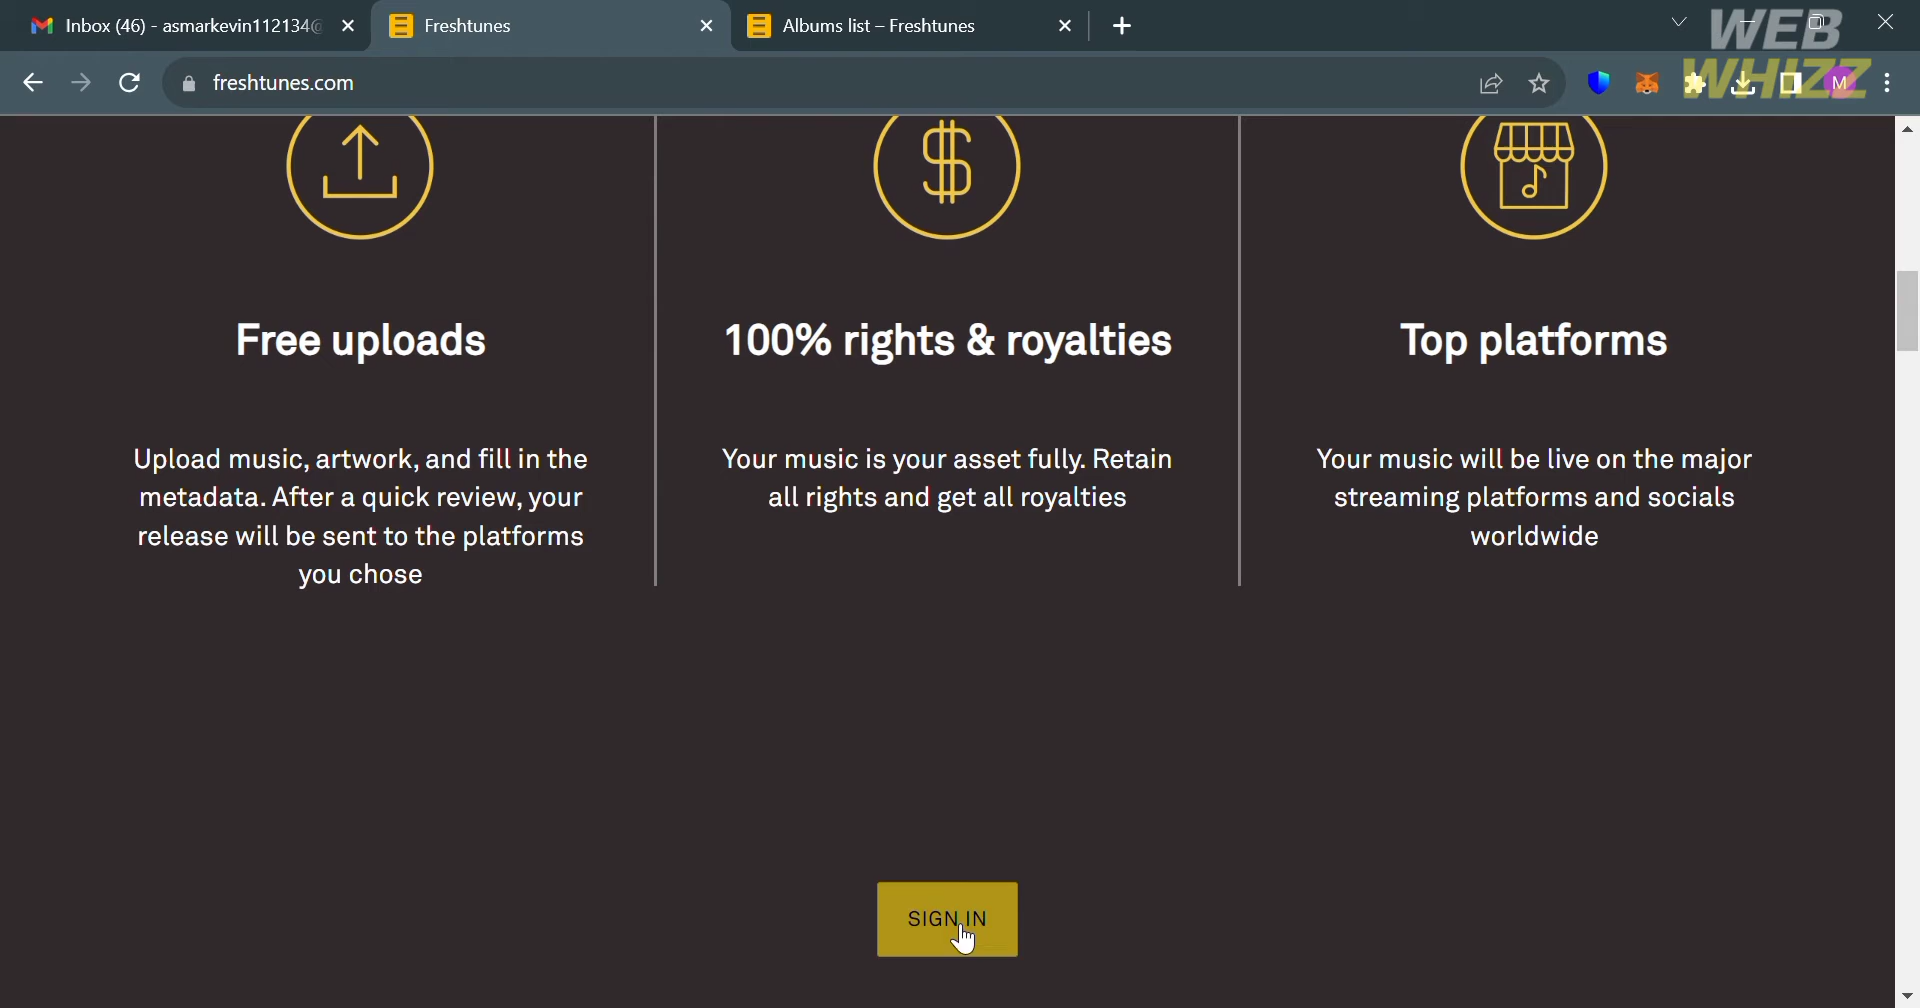 Inbox (46) - asmarkevin112134@
Freshtunes
Albums list – Freshtunes
WEB
WHIZZ
freshtunes.com
M
Free uploads
Upload music, artwork, and fill in the
metadata. After a quick review, your
release will be sent to the platforms
you chose
100% rights & royalties
Your music is your asset fully. Retain
all rights and get all royalties
Top platforms
Your music will be live on the major
streaming platforms and socials
worldwide
SIGN IN